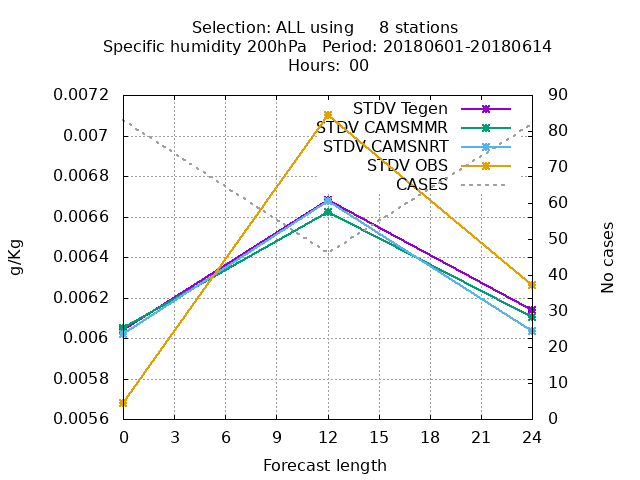 Selection: ALL using     8 stations
Specific humidity 200hPa   Period: 20180601-20180614
Hours: 00
0.0072
0.007
0.0068
0.0066
0.0064
0.0062
0.006
0.0058
0.0056
g/Kg
STDV Tegen
STDV CAMSMMR
STDV CAMSNRT
STDV OBS
CASES
90
80
70
60
50
40
30
20
10
0
No cases
0 3 6 9 12 15 18 21 24
Forecast length